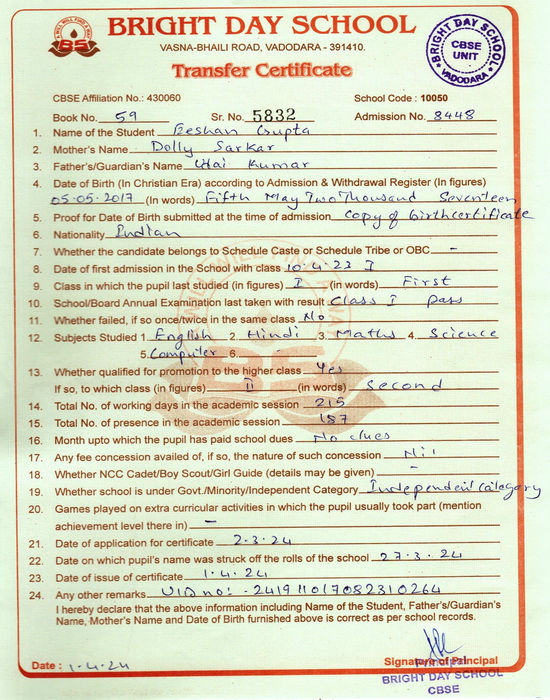 BRIGHT DAY SCHOOL
VASNA-BHAILI ROAD, VADODARA - 391410.
BRIGHT DAY SCHOOL
CBSE
UNIT
VADODARA
Transfer Certificate
CBSE Affiliation No.: 430060 School Code : 10050
Book No. 59 Sr. No. 5832 Admission No. 8448
1. Name of the Student Reshan Gupta
2. Mother's Name Dolly Sarkar
3. Father's/Guardian's Name Udai Kumar
4. Date of Birth (In Christian Era) according to Admission & Withdrawal Register (In figures)
05.05.2017 (In words) Fifth May Two Thousand Seventeen
5. Proof for Date of Birth submitted at the time of admission Copy of birthcertificate
6. Nationality Indian
7. Whether the candidate belongs to Schedule Caste or Schedule Tribe or OBC -
8. Date of first admission in the School with class 10.4.23 I
9. Class in which the pupil last studied (in figures) I (in words) First
10. School/Board Annual Examination last taken with result Class I pass
11. Whether failed, if so once/twice in the same class No
12. Subjects Studied 1. English 2. Hindi 3. Maths 4. Science
5. Computer 6.
13. Whether qualified for promotion to the higher class Yes
If so, to which class (in figures) II (in words) Second
14. Total No. of working days in the academic session 215
15. Total No. of presence in the academic session 187
16. Month upto which the pupil has paid school dues No dues
17. Any fee concession availed of, if so, the nature of such concession Nil
18. Whether NCC Cadet/Boy Scout/Girl Guide (details may be given) -
19. Whether school is under Govt./Minority/Independent Category Independent Category
20. Games played on extra curricular activities in which the pupil usually took part (mention
achievement level there in) -
21. Date of application for certificate 2.3.24
22. Date on which pupil's name was struck off the rolls of the school 27.3.24
23. Date of issue of certificate 1.4.24
24. Any other remarks UID no: - 241911017082310264
I hereby declare that the above information including Name of the Student, Father's/Guardian's
Name, Mother's Name and Date of Birth furnished above is correct as per school records.
Date : 1.4.24 Signature of Principal
Principal
BRIGHT DAY SCHOOL
CBSE